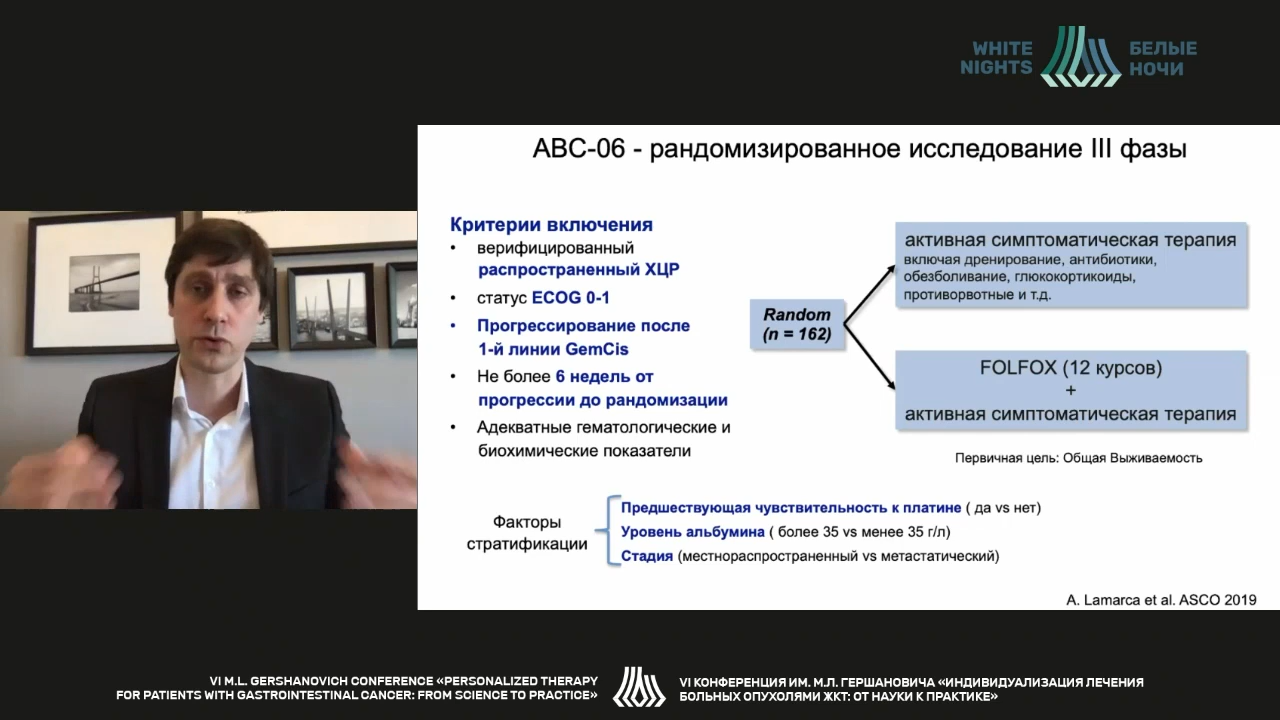 WHITE
NIGHTS
БЕЛЫЕ
НОЧИ
АВС-06 - рандомизированное исследование III фазы
Критерии включения
• верифицированный
распространенный ХЦР
• статус ECOG 0-1
• Прогрессирование после
1-й линии GemCis
• Не более 6 недель от
прогрессии до рандомизации
• Адекватные гематологические и
биохимические показатели
Random
(n = 162)
активная симптоматическая терапия
включая дренирование, антибиотики,
обезболивание, глюкокортикоиды,
противорвотные и т.д.
FOLFOX (12 курсов)
+
активная симптоматическая терапия
Первичная цель: Общая Выживаемость
Факторы
стратификации
Предшествующая чувствительность к платине ( да vs нет)
Уровень альбумина ( более 35 vs менее 35 г/л)
Стадия (местнораспространенный vs метастатический)
A. Lamarca et al. ASCO 2019
VI M.L. GERSHANOVICH CONFERENCE «PERSONALIZED THERAPY
FOR PATIENTS WITH GASTROINTESTINAL CANCER: FROM SCIENCE TO PRACTICE»
VI КОНФЕРЕНЦИЯ ИМ. М.Л. ГЕРШАНОВИЧА «ИНДИВИДУАЛИЗАЦИЯ ЛЕЧЕНИЯ
БОЛЬНЫХ ОПУХОЛЯМИ ЖКТ: ОТ НАУКИ К ПРАКТИКЕ»